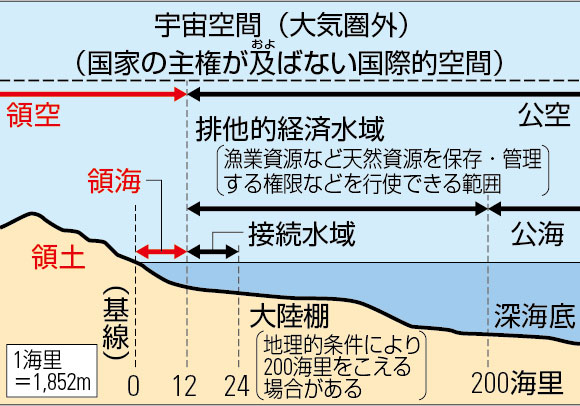 宇宙空間（大気圏外）
（国家の主権が及ばない国際的空間）
およ
領空
公空
排他的経済水域
漁業資源など天然資源を保存・管理
する権限などを行使できる範囲
領海
公海
接続水域
領土
（基線）
大陸棚
地理的条件により
200海里をこえる
場合がある
深海底
1海里
＝1,852m
0 12 24 200海里